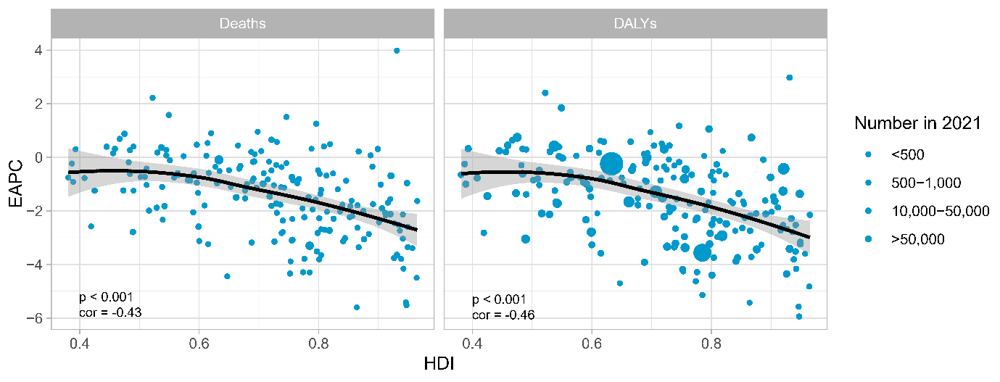 Deaths
DALYs
EAPC
4
2
0
−2
−4
−6
p < 0.001
cor = -0.43
p < 0.001
cor = -0.46
0.4
0.6
0.8
0.4
0.6
0.8
HDI
Number in 2021
<500
500−1,000
10,000−50,000
>50,000